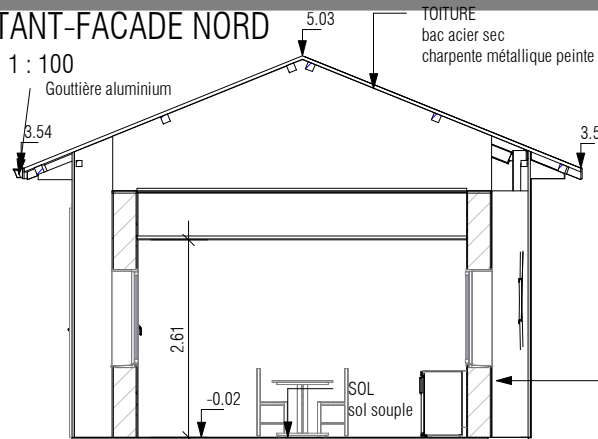 TANT-FACADE NORD
1 : 100
Gouttière aluminium
5.03
TOITURE
bac acier sec
charpente métallique peinte
3.54
3.5
2.61
-0.02
SOL
sol souple